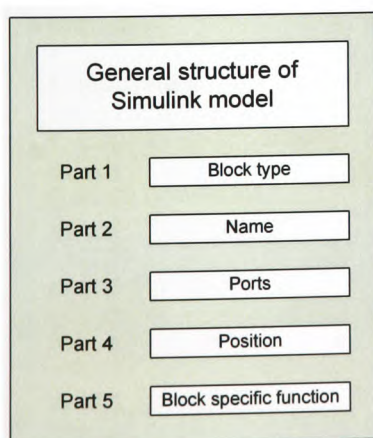 General structure of
Simulink model
Part 1 Block type
Part 2 Name
Part 3 Ports
Part 4 Position
Part 5 Block specific function